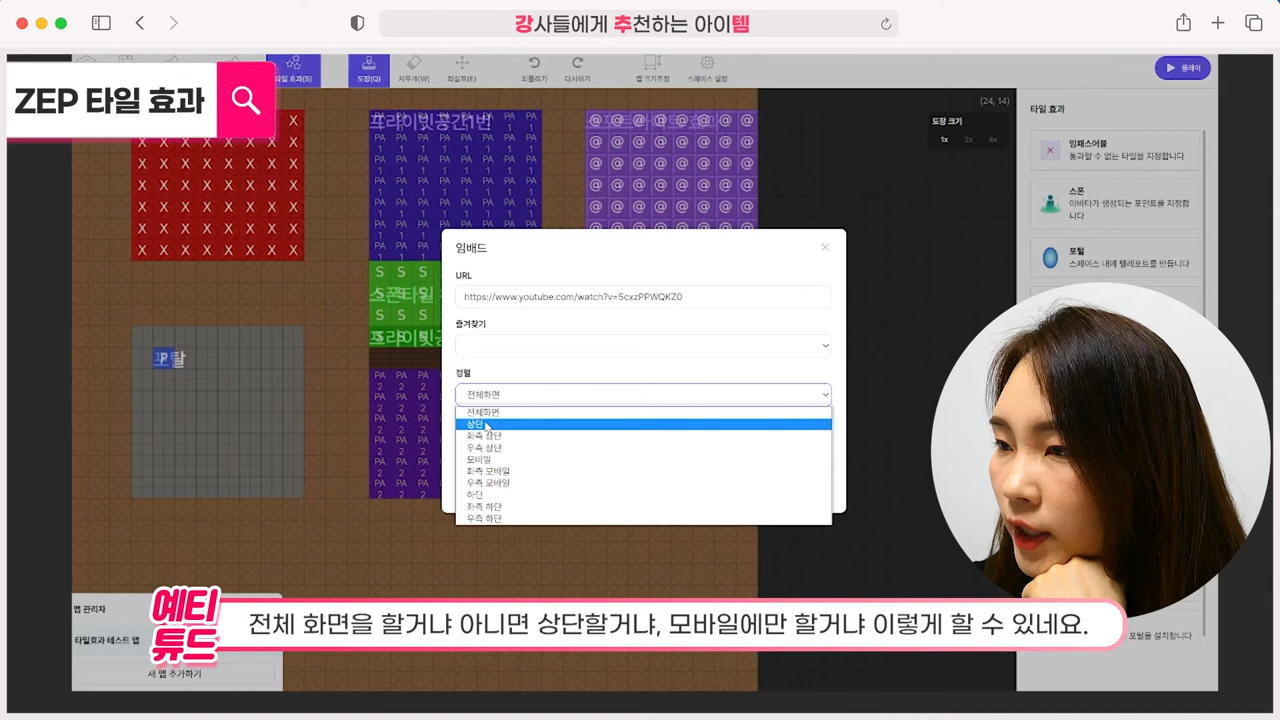 강사들에게 추천하는 아이템
ZEP 타일 효과
타일 효과(S)
도장(Q)
지우개(W)
화살표(E)
되돌리기
다시하기
맵 크기조정
스페이스 설정
플레이
(24, 14)
도장 크기
1x 2x 4x
타일 효과
임패서블
통과할 수 없는 타일을 지정합니다
스폰
아바타가 생성되는 포인트를 지정합
니다
포털
스페이스 내에 텔레포트를 만듭니다
포털을 설치합니다
프라이빗공간1번
포탈
임배드
URL
https://www.youtube.com/watch?v=5cxzPPWQKZ0
즐겨찾기
정렬
전체화면
전체화면
상단
좌측 상단
우측 상단
모바일
좌측 모바일
우측 모바일
하단
좌측 하단
우측 하단
맵 관리자
타일효과 테스트 맵
새 맵 추가하기
예티
튜드
전체 화면을 할거냐 아니면 상단할거냐, 모바일에만 할거냐 이렇게 할 수 있네요.